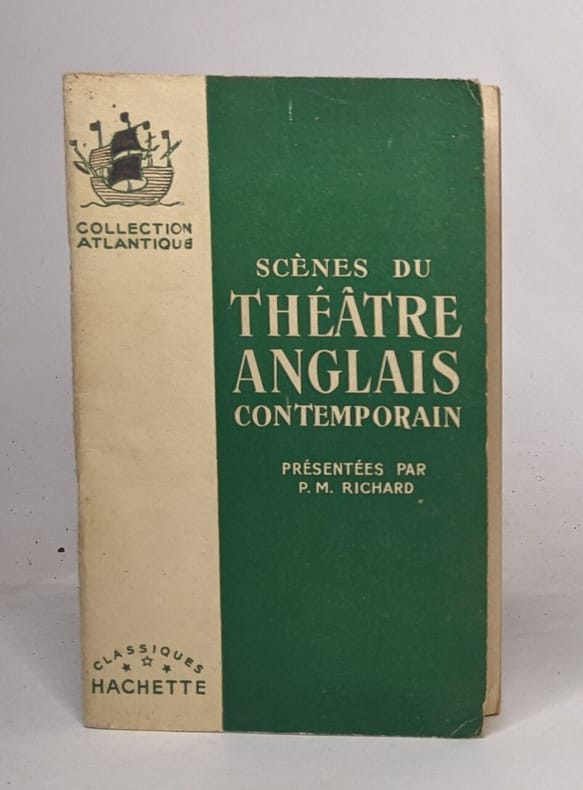 COLLECTION
ATLANTIQUE
SCÈNES DU
THÉÂTRE
ANGLAIS
CONTEMPORAIN
PRÉSENTÉES PAR
P. M. RICHARD
CLASSIQUES
HACHETTE